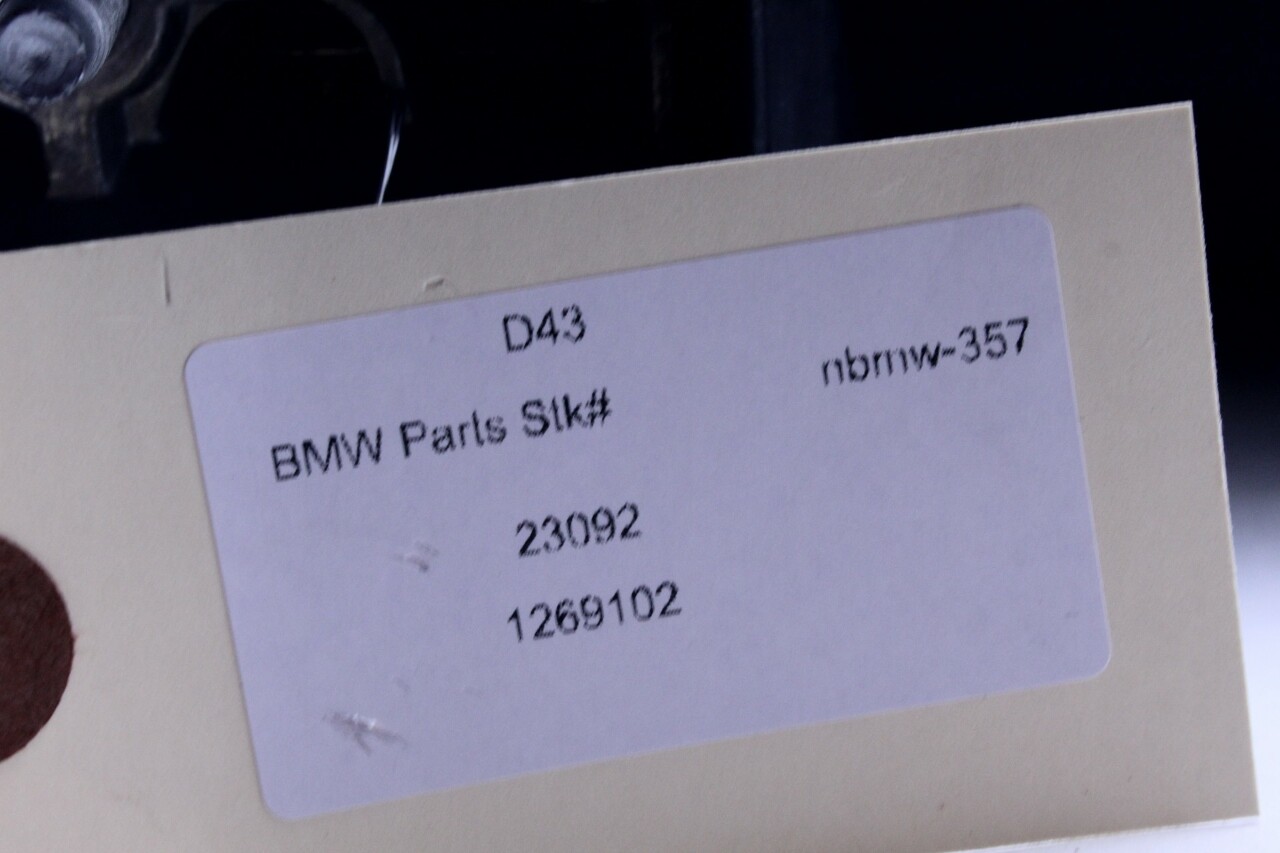 D43
nbmw-357
BMW Parts Stk#
23092
1269102